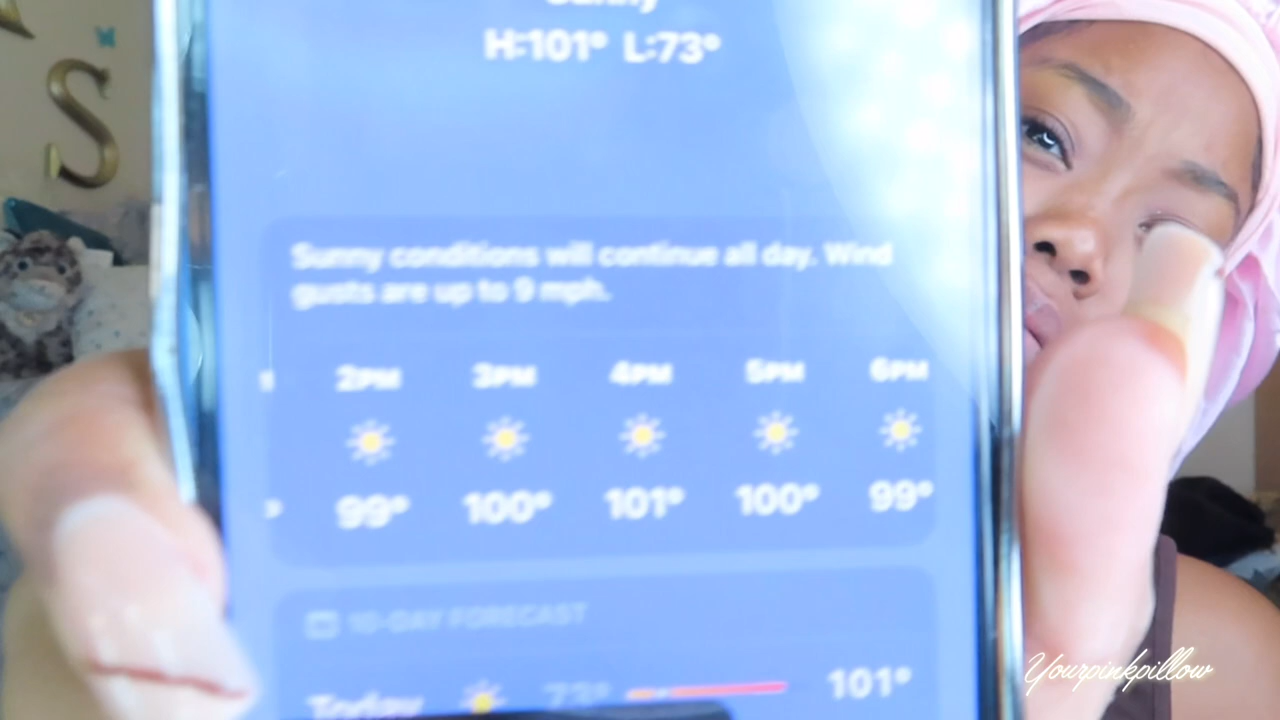 S
Sunny
H:101° L:73°
Sunny conditions will continue all day. Wind
gusts are up to 9 mph.
2PM 3PM 4PM 5PM 6PM
99° 100° 101° 100° 99°
10-DAY FORECAST
Today 73° 101°
Yourpinkpillow